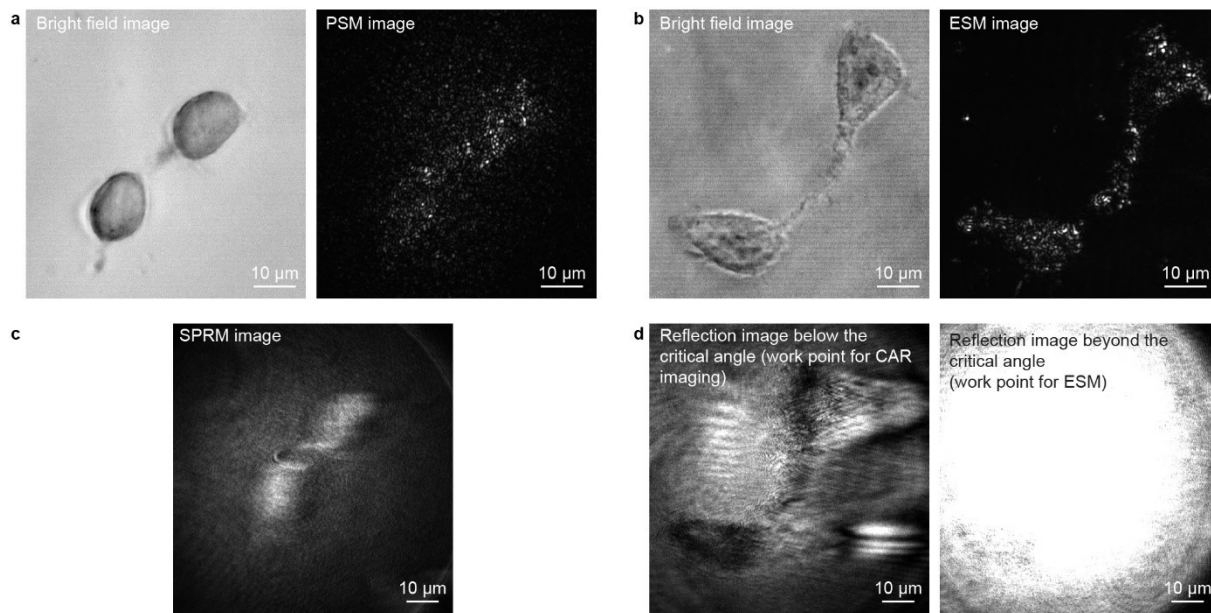 a
Bright field image
PSM image
10 μm
10 μm
b
Bright field image
ESM image
10 μm
10 μm
c
SPRM image
10 μm
d
Reflection image below the
critical angle (work point for CAR
imaging)
10 μm
Reflection image beyond the
critical angle
(work point for ESM)
10 μm